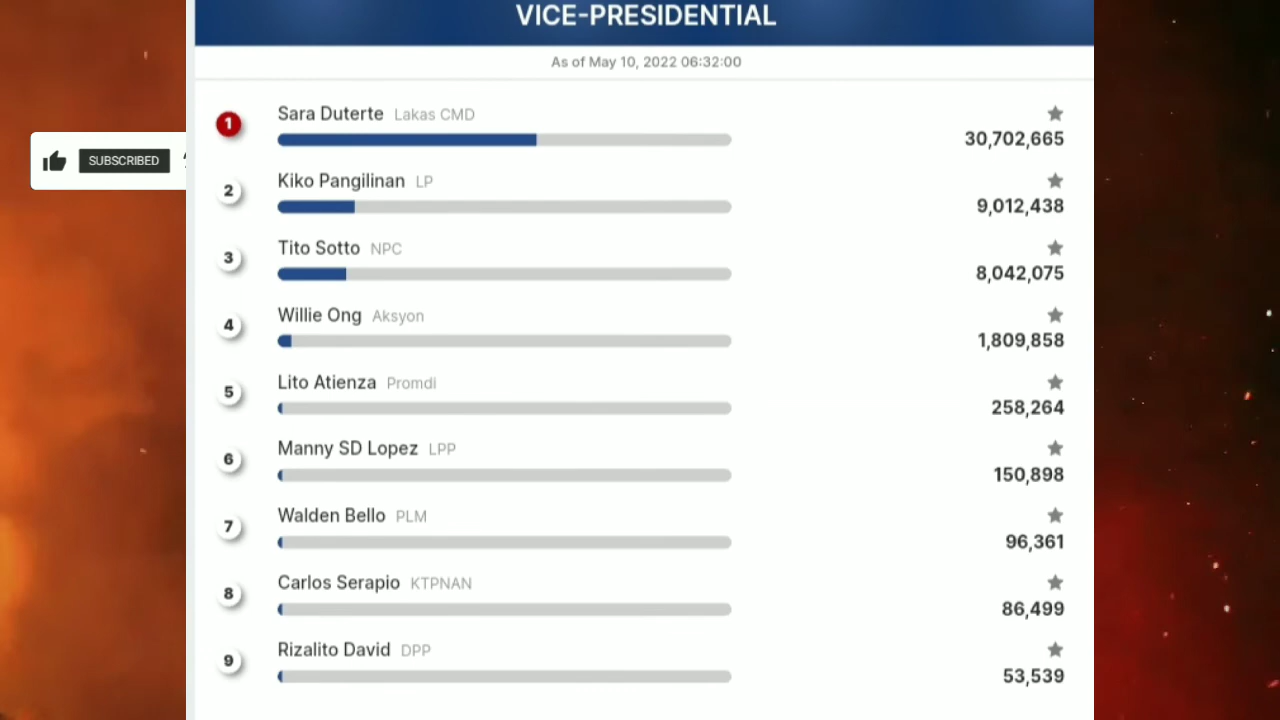 VICE-PRESIDENTIAL
As of May 10, 2022 06:32:00
SUBSCRIBED
1 Sara Duterte Lakas CMD
30,702,665
2 Kiko Pangilinan LP
9,012,438
3 Tito Sotto NPC
8,042,075
4 Willie Ong Aksyon
1,809,858
5 Lito Atienza Promdi
258,264
6 Manny SD Lopez LPP
150,898
7 Walden Bello PLM
96,361
8 Carlos Serapio KTPNAN
86,499
9 Rizalito David DPP
53,539